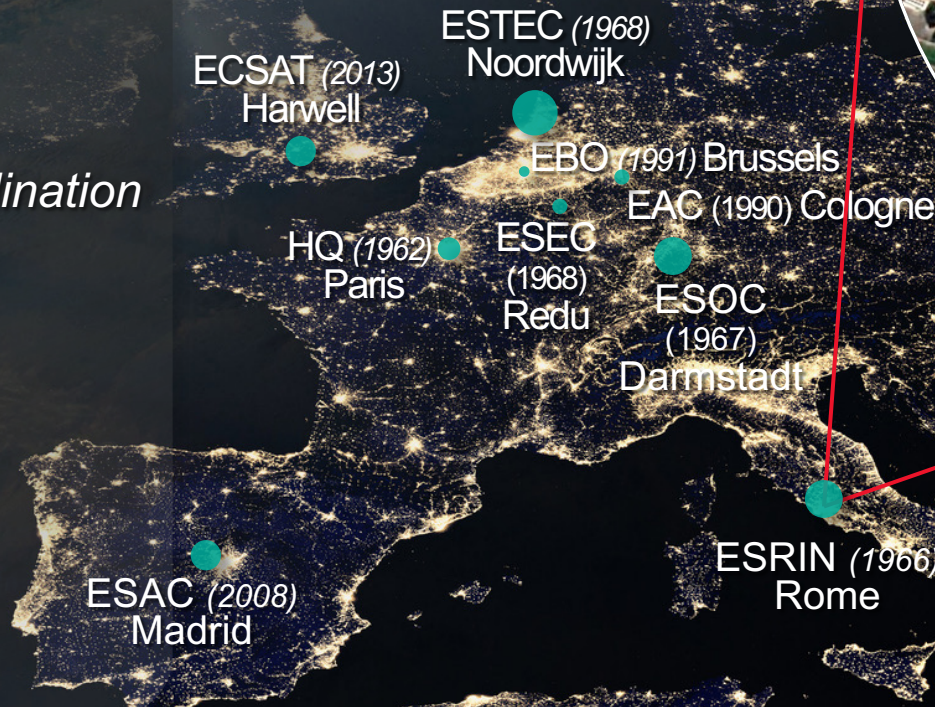 ESTEC (1968)
Noordwijk
ECSAT (2013)
Harwell
EBO (1991) Brussels
EAC (1990) Cologne
HQ (1962)
Paris
ESEC
(1968)
Redu
ESOC
(1967)
Darmstadt
ESAC (2008)
Madrid
ESRIN (1966)
Rome